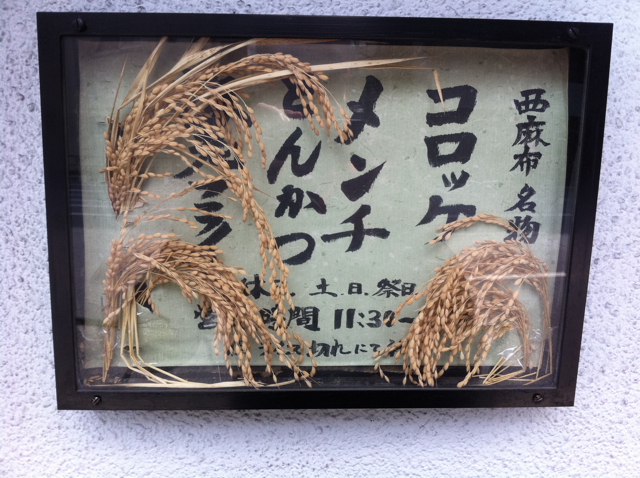 西麻布名物
コロッケ
メンチ
とんかつ
土.日.祭日
時間 11:30~
切れにて